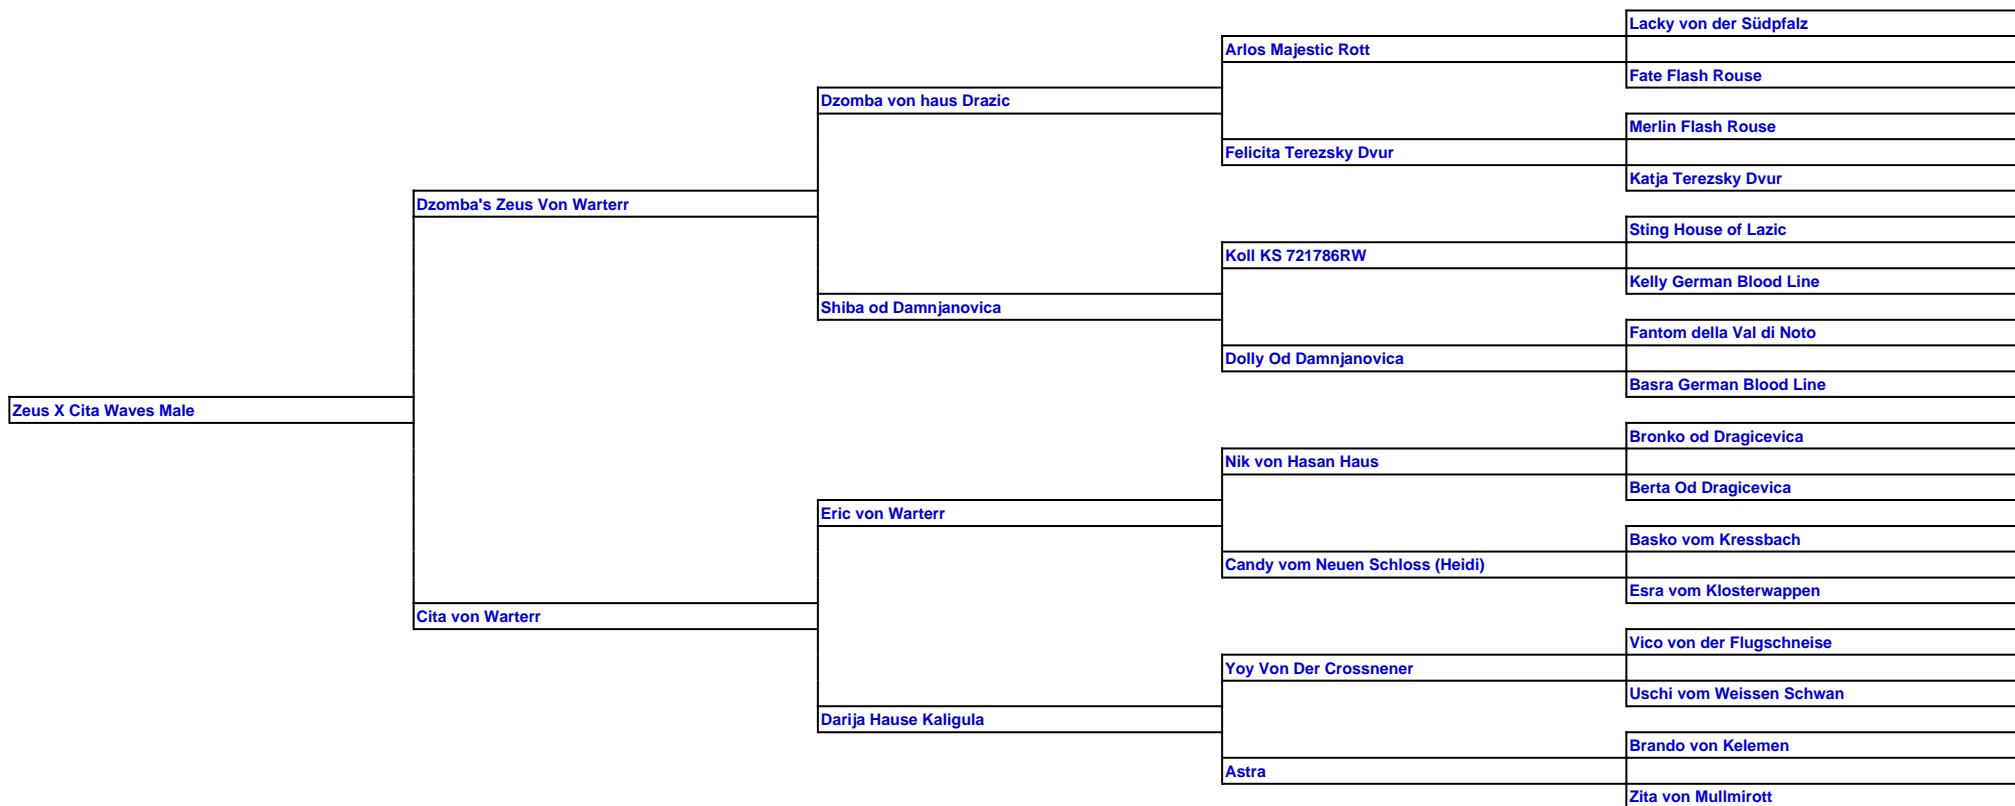 Lacky von der Südpfalz
Arlos Majestic Rott
Fate Flash Rouse
Dzomba von haus Drazic
Merlin Flash Rouse
Felicita Terezsky Dvur
Katja Terezsky Dvur
Dzomba's Zeus Von Warterr
Sting House of Lazic
Koll KS 721786RW
Kelly German Blood Line
Shiba od Damnjanovica
Fantom della Val di Noto
Dolly Od Damnjanovica
Basra German Blood Line
Zeus X Cita Waves Male
Bronko od Dragicevica
Nik von Hasan Haus
Berta Od Dragicevica
Eric von Warterr
Basko vom Kressbach
Candy vom Neuen Schloss (Heidi)
Esra vom Klosterwappen
Cita von Warterr
Vico von der Flugschneise
Yoy Von Der Crossnener
Uschi vom Weissen Schwan
Darija Hause Kaligula
Brando von Kelemen
Astra
Zita von Mullmirott